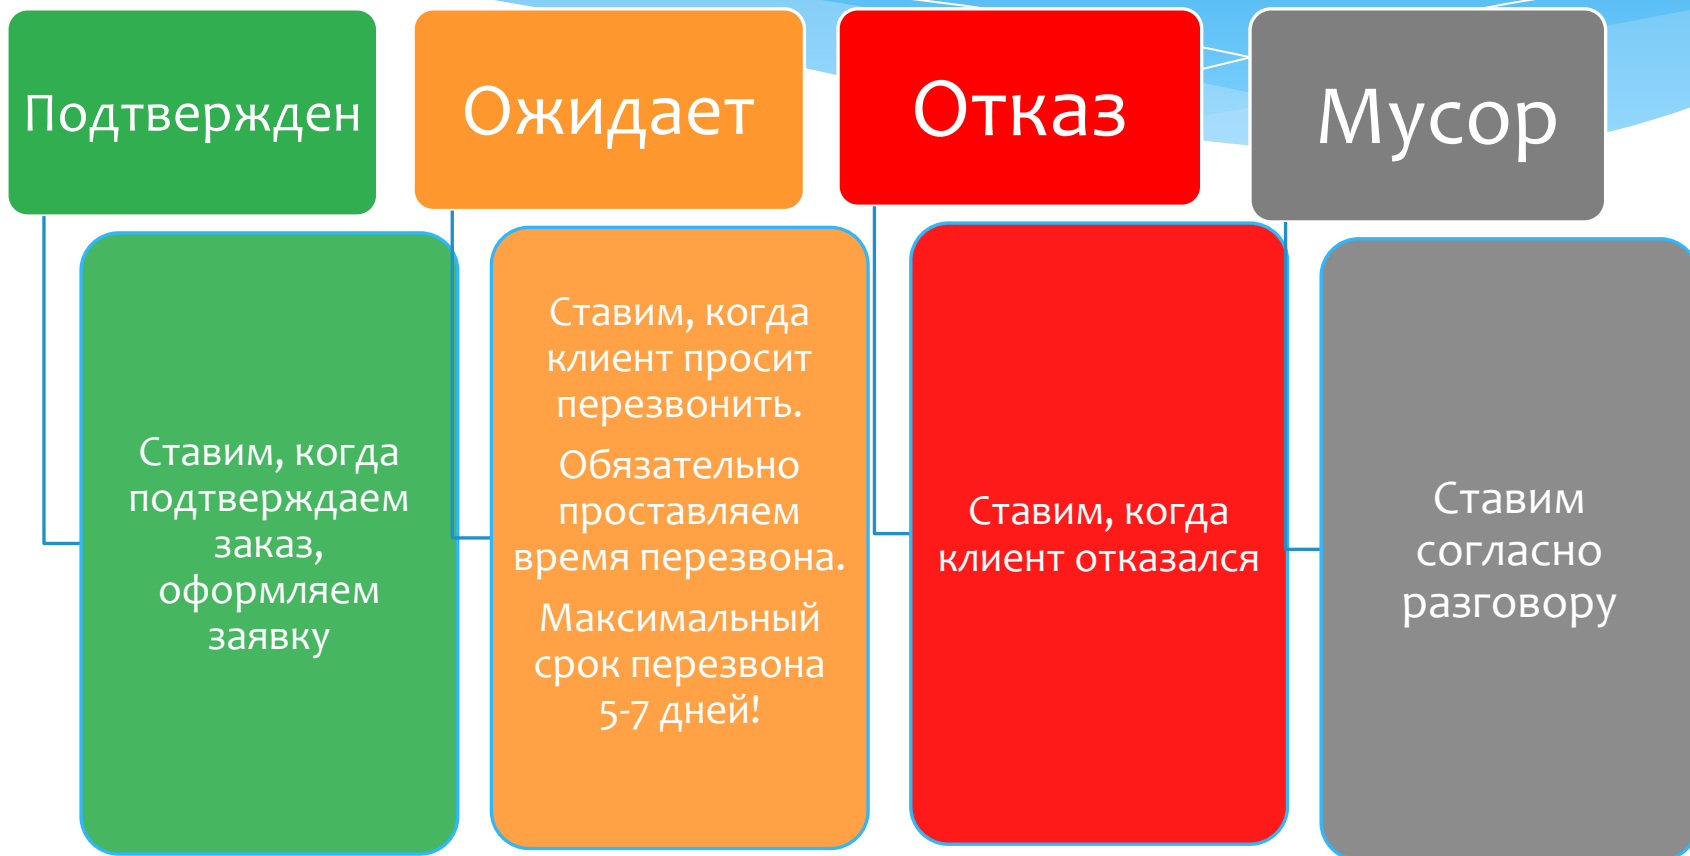 Подтвержден
Ставим, когда
подтверждаем
заказ,
оформляем
заявку
Ожидает
Ставим, когда
клиент просит
перезвонить.
Обязательно
проставляем
время перезвона.
Максимальный
срок перезвона
5-7 дней!
Отказ
Ставим, когда
клиент отказался
Мусор
Ставим
согласно
разговору